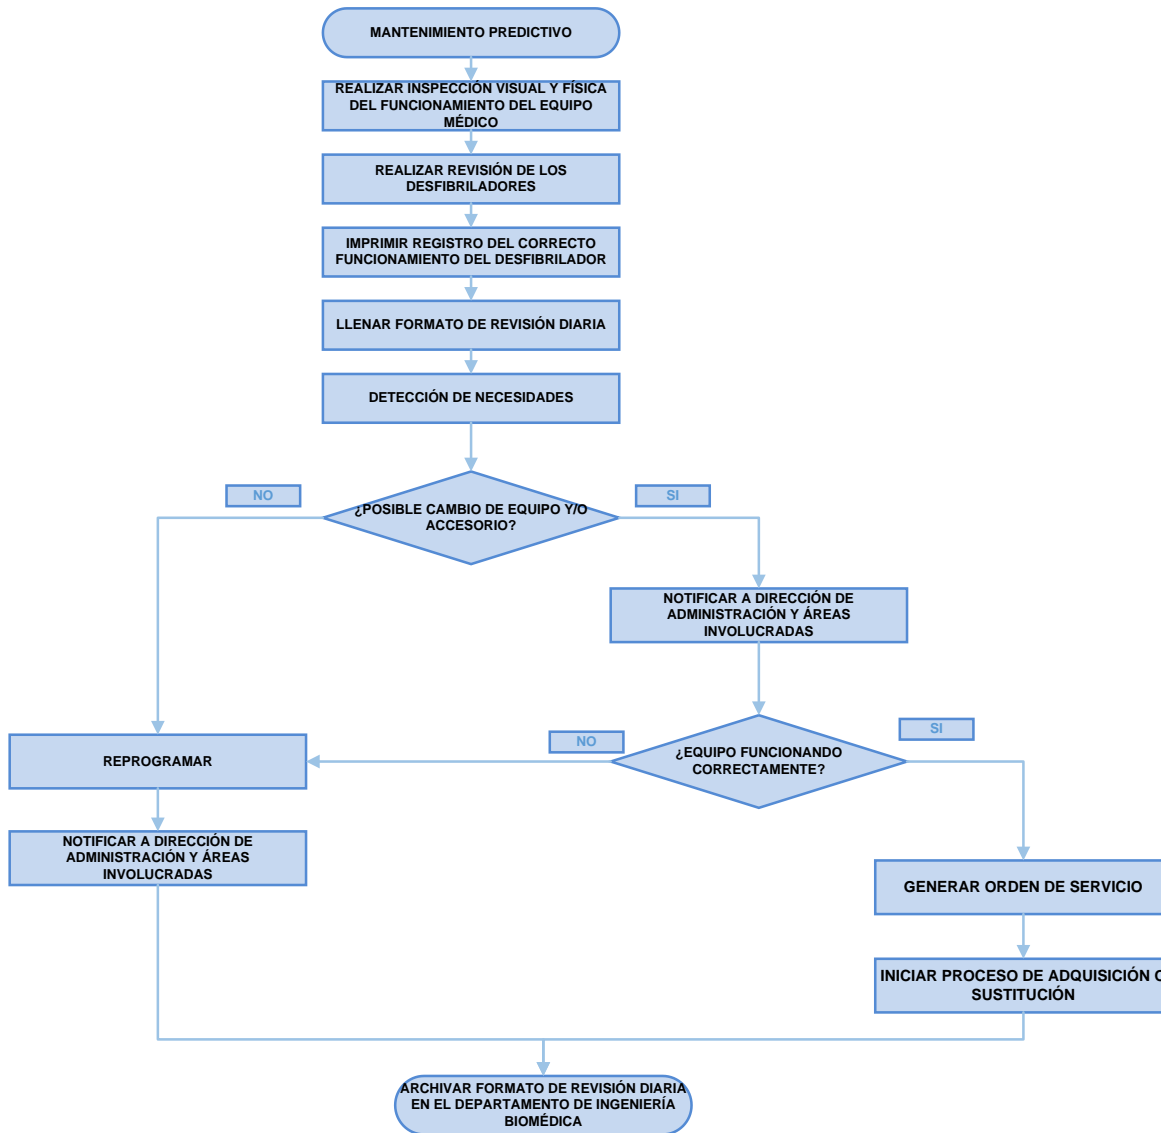 MANTENIMIENTO PREDICTIVO
REALIZAR INSPECCIÓN VISUAL Y FÍSICA
DEL FUNCIONAMIENTO DEL EQUIPO
MÉDICO
REALIZAR REVISIÓN DE LOS
DESFIBRILADORES
IMPRIMIR REGISTRO DEL CORRECTO
FUNCIONAMIENTO DEL DESFIBRILADOR
LLENAR FORMATO DE REVISIÓN DIARIA
DETECCIÓN DE NECESIDADES
NO
SI
¿POSIBLE CAMBIO DE EQUIPO Y/O
ACCESORIO?
NOTIFICAR A DIRECCIÓN DE
ADMINISTRACIÓN Y ÁREAS
INVOLUCRADAS
NO
SI
¿EQUIPO FUNCIONANDO
CORRECTAMENTE?
REPROGRAMAR
NOTIFICAR A DIRECCIÓN DE
ADMINISTRACIÓN Y ÁREAS
INVOLUCRADAS
GENERAR ORDEN DE SERVICIO
INICIAR PROCESO DE ADQUISICIÓN
SUSTITUCIÓN
ARCHIVAR FORMATO DE REVISIÓN DIARIA
EN EL DEPARTAMENTO DE INGENIERÍA
BIOMÉDICA